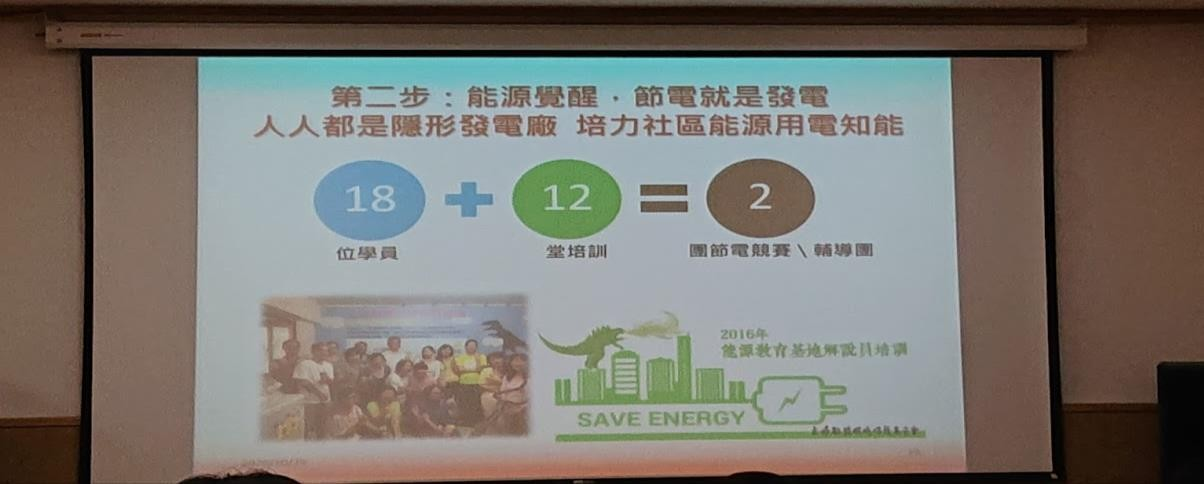 第二步：能源覺醒．節電就是發電
人人都是隱形發電廠 培力社區能源用電知能
18 + 12 = 2
位學員 堂培訓 團節電競賽\輔導團
2016年
能源教育基地解說員培訓
SAVE ENERGY